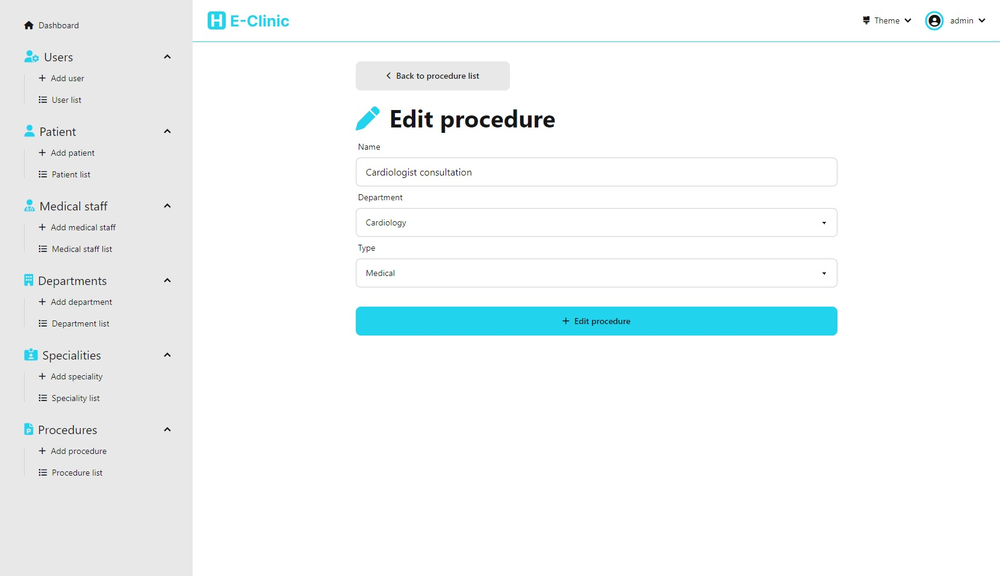 Dashboard
Users
Add user
User list
Patient
Add patient
Patient list
Medical staff
Add medical staff
Medical staff list
Departments
Add department
Department list
Specialities
Add speciality
Speciality list
Procedures
Add procedure
Procedure list
H E-Clinic
Theme
admin
Back to procedure list
Edit procedure
Name
Cardiologist consultation
Department
Cardiology
Type
Medical
Edit procedure